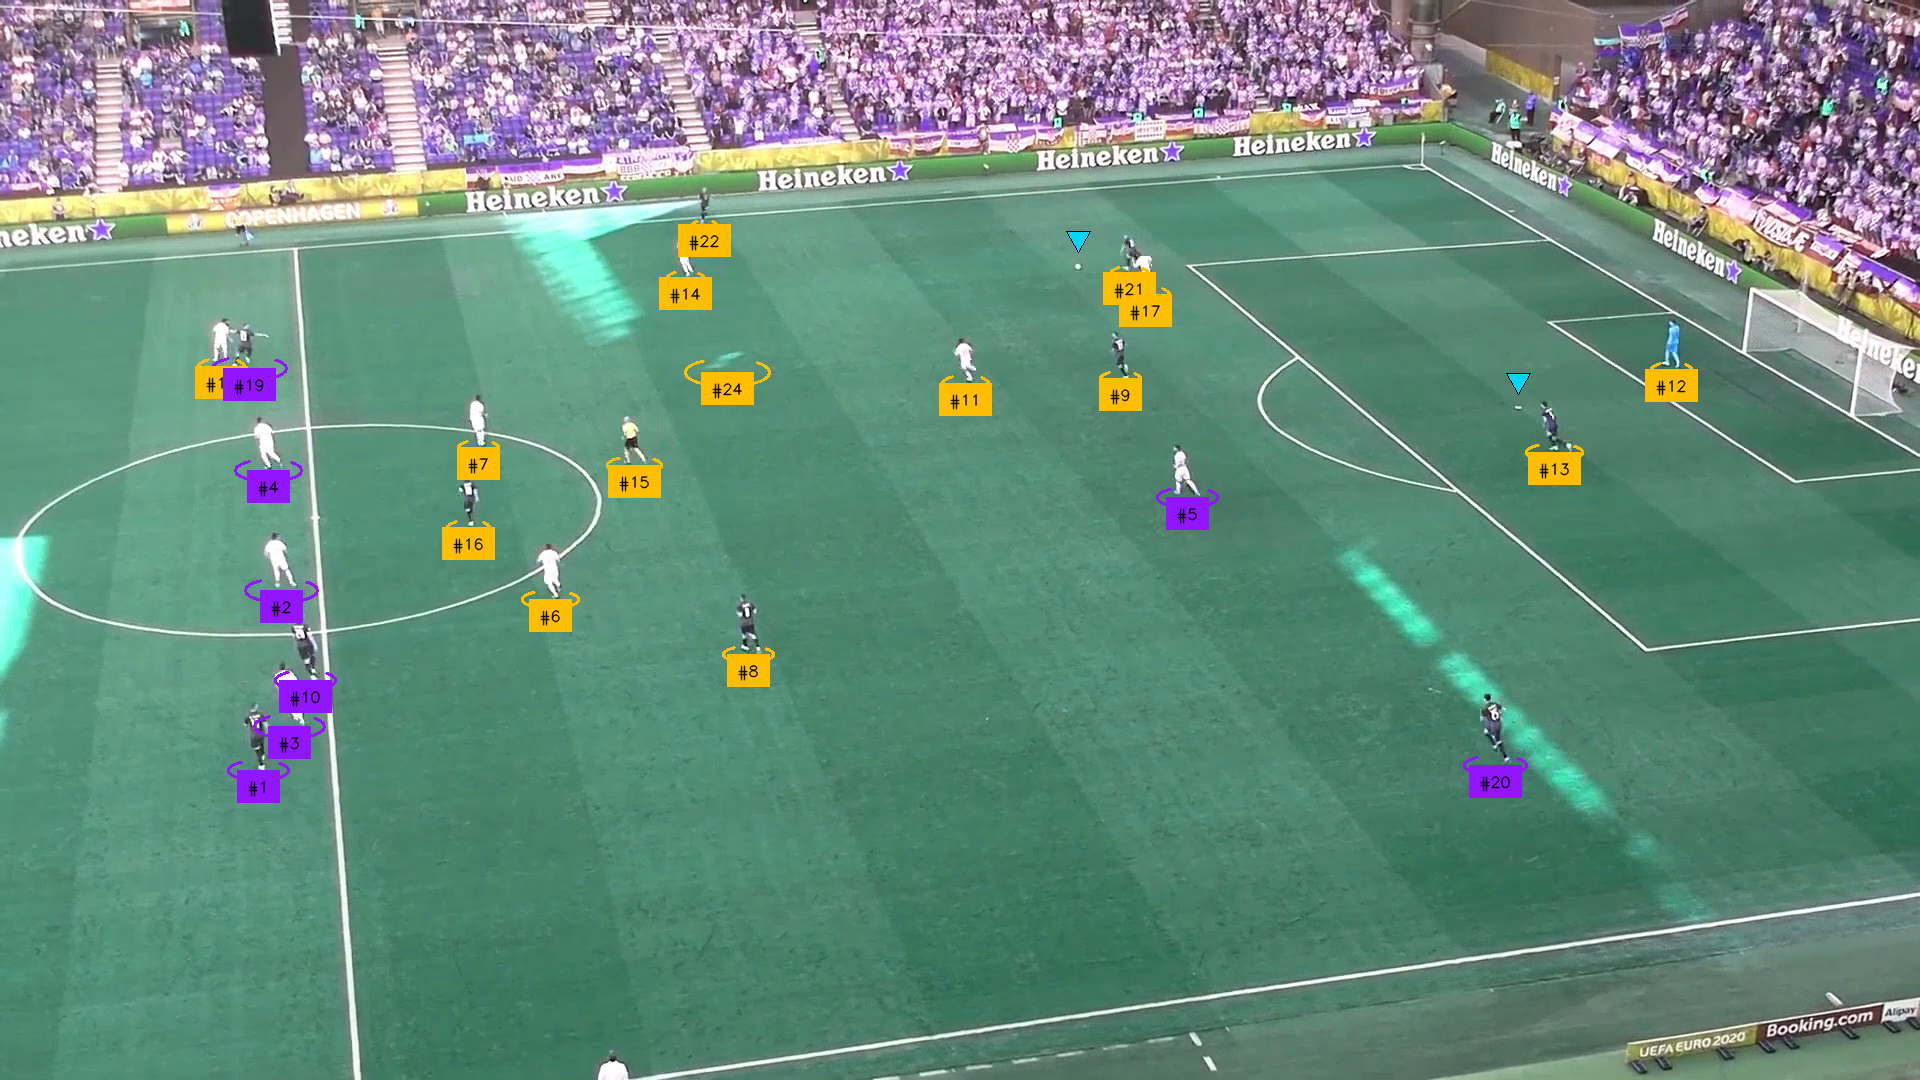 Heineken
Heineken
Heineken
Heineken
Heineken
Heineken
COPENHAGEN
neken
#22
#14
#21
#17
#19
#24
#11
#9
#12
#7
#15
#13
#4
#5
#16
#2
#6
#8
#10
#3
#1
#20
UEFA EURO 2020
Booking.com
Alipay